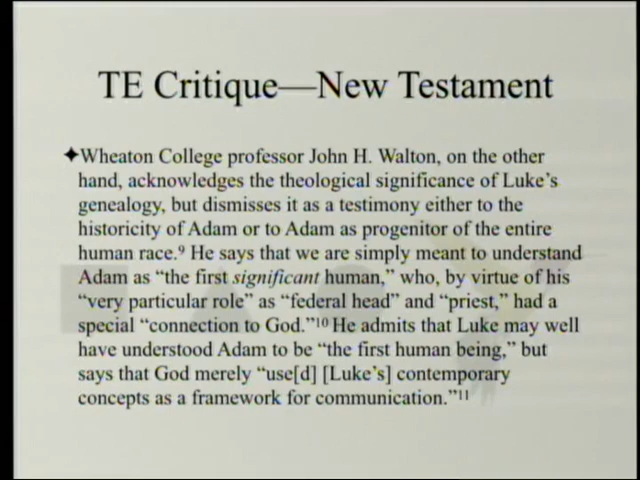 TE Critique—New Testament
✦Wheaton College professor John H. Walton, on the other
hand, acknowledges the theological significance of Luke’s
genealogy, but dismisses it as a testimony either to the
historicity of Adam or to Adam as progenitor of the entire
human race.⁹ He says that we are simply meant to understand
Adam as “the first significant human,” who, by virtue of his
“very particular role” as “federal head” and “priest,” had a
special “connection to God.”¹⁰ He admits that Luke may well
have understood Adam to be “the first human being,” but
says that God merely “use[d] [Luke’s] contemporary
concepts as a framework for communication.”¹¹